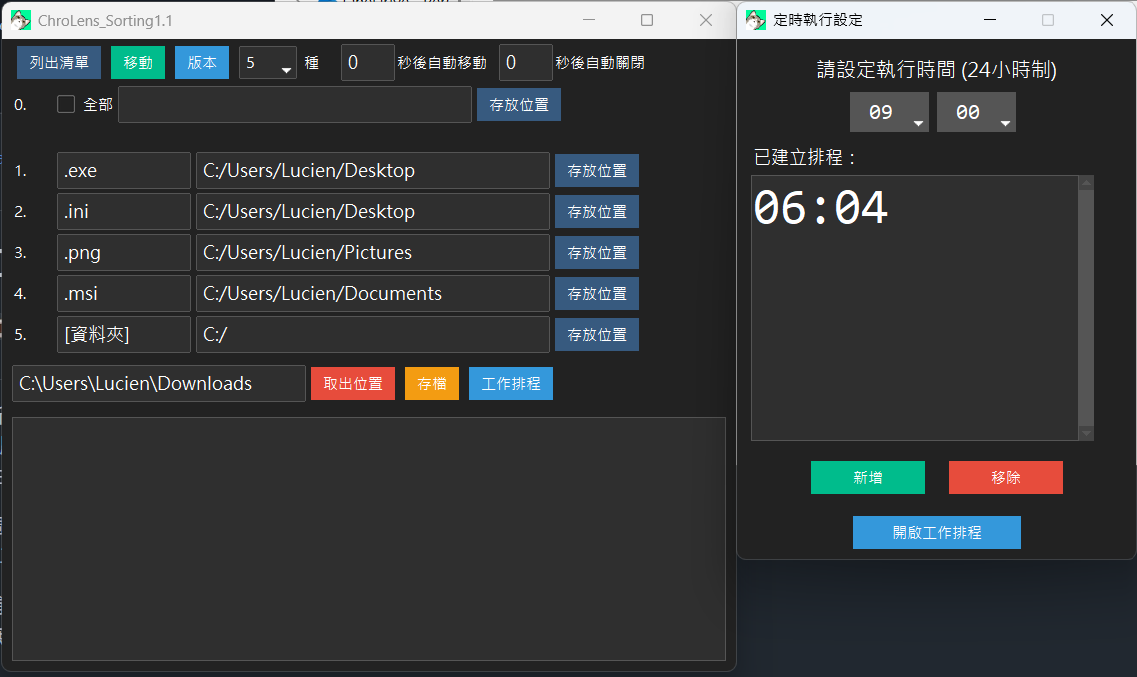 ChroLens_Sorting1.1
列出清單 移動 版本 5 種 0 秒後自動移動 0 秒後自動關閉
0. 全部 存放位置
1. .exe C:/Users/Lucien/Desktop 存放位置
2. .ini C:/Users/Lucien/Desktop 存放位置
3. .png C:/Users/Lucien/Pictures 存放位置
4. .msi C:/Users/Lucien/Documents 存放位置
5. [資料夾] C:/ 存放位置
C:\Users\Lucien\Downloads 取出位置 存檔 工作排程
定時執行設定
請設定執行時間 (24小時制)
09 00
已建立排程：
06:04
新增 移除
開啟工作排程